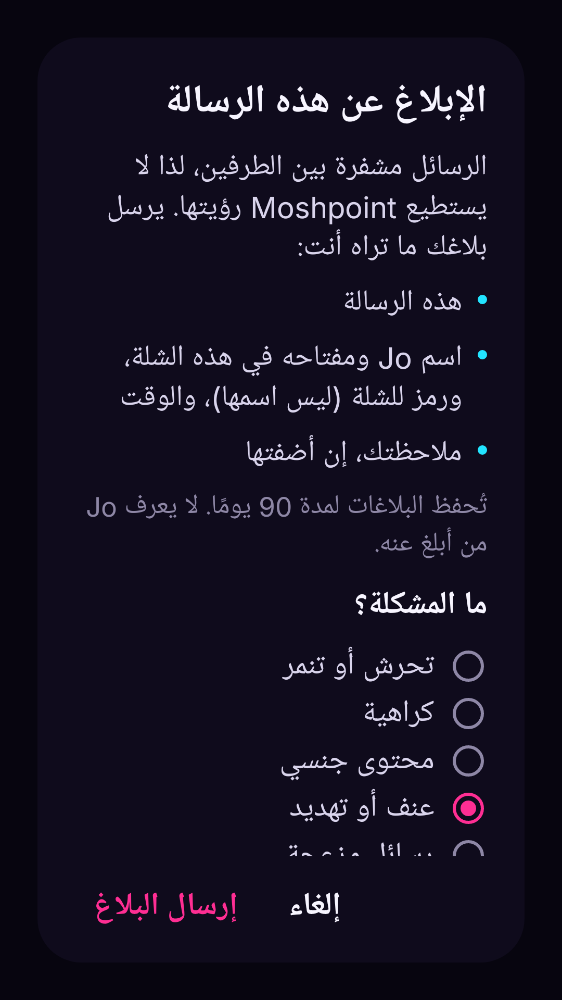 الإبلاغ عن هذه الرسالة
الرسائل مشفرة بين الطرفين، لذا لا
يستطيع Moshpoint رؤيتها. يرسل
بلاغك ما تراه أنت:
• هذه الرسالة
• اسم Jo ومفتاحه في هذه الشلة،
ورمز للشلة (ليس اسمها)، والوقت
• ملاحظتك، إن أضفتها
تُحفظ البلاغات لمدة 90 يومًا. لا يعرف Jo
من أبلغ عنه.
ما المشكلة؟
تحرش أو تنمر
كراهية
محتوى جنسي
عنف أو تهديد
رسائل مزعجة
إلغاء
إرسال البلاغ